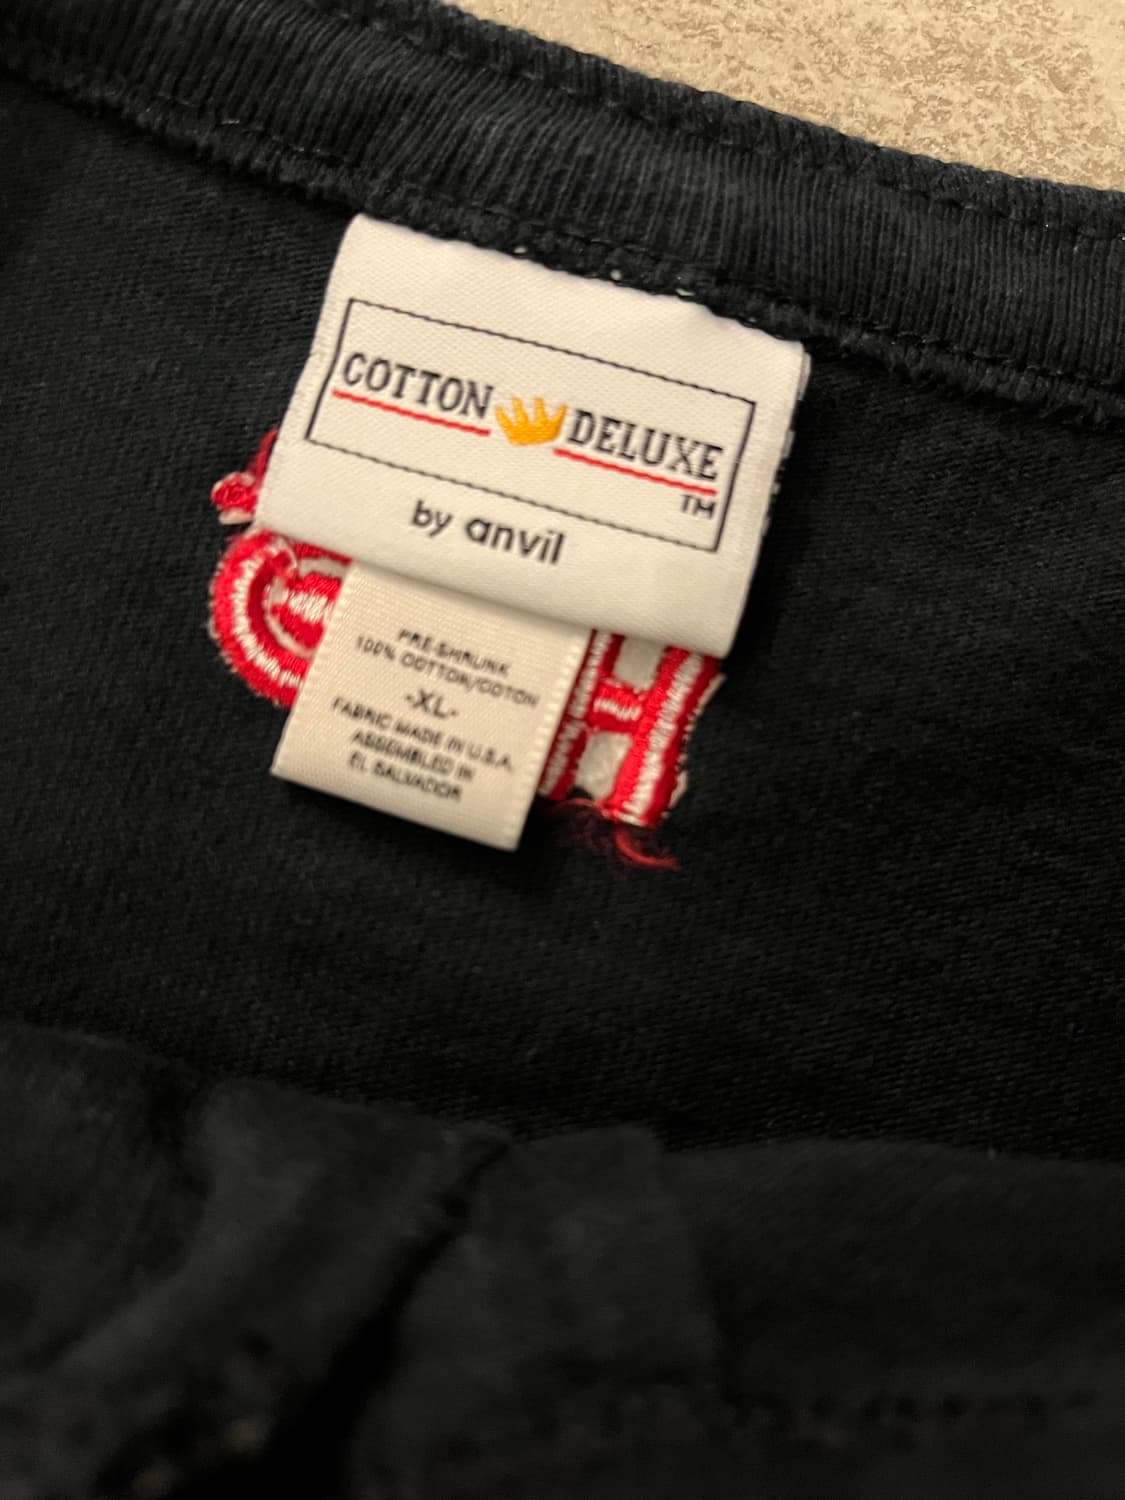 COTTON DELUXE
TM
by anvil
PRE-SHRUNK
100% COTTON/COTON
-XL-
FABRIC MADE IN U.S.A.
ASSEMBLED IN
EL SALVADOR